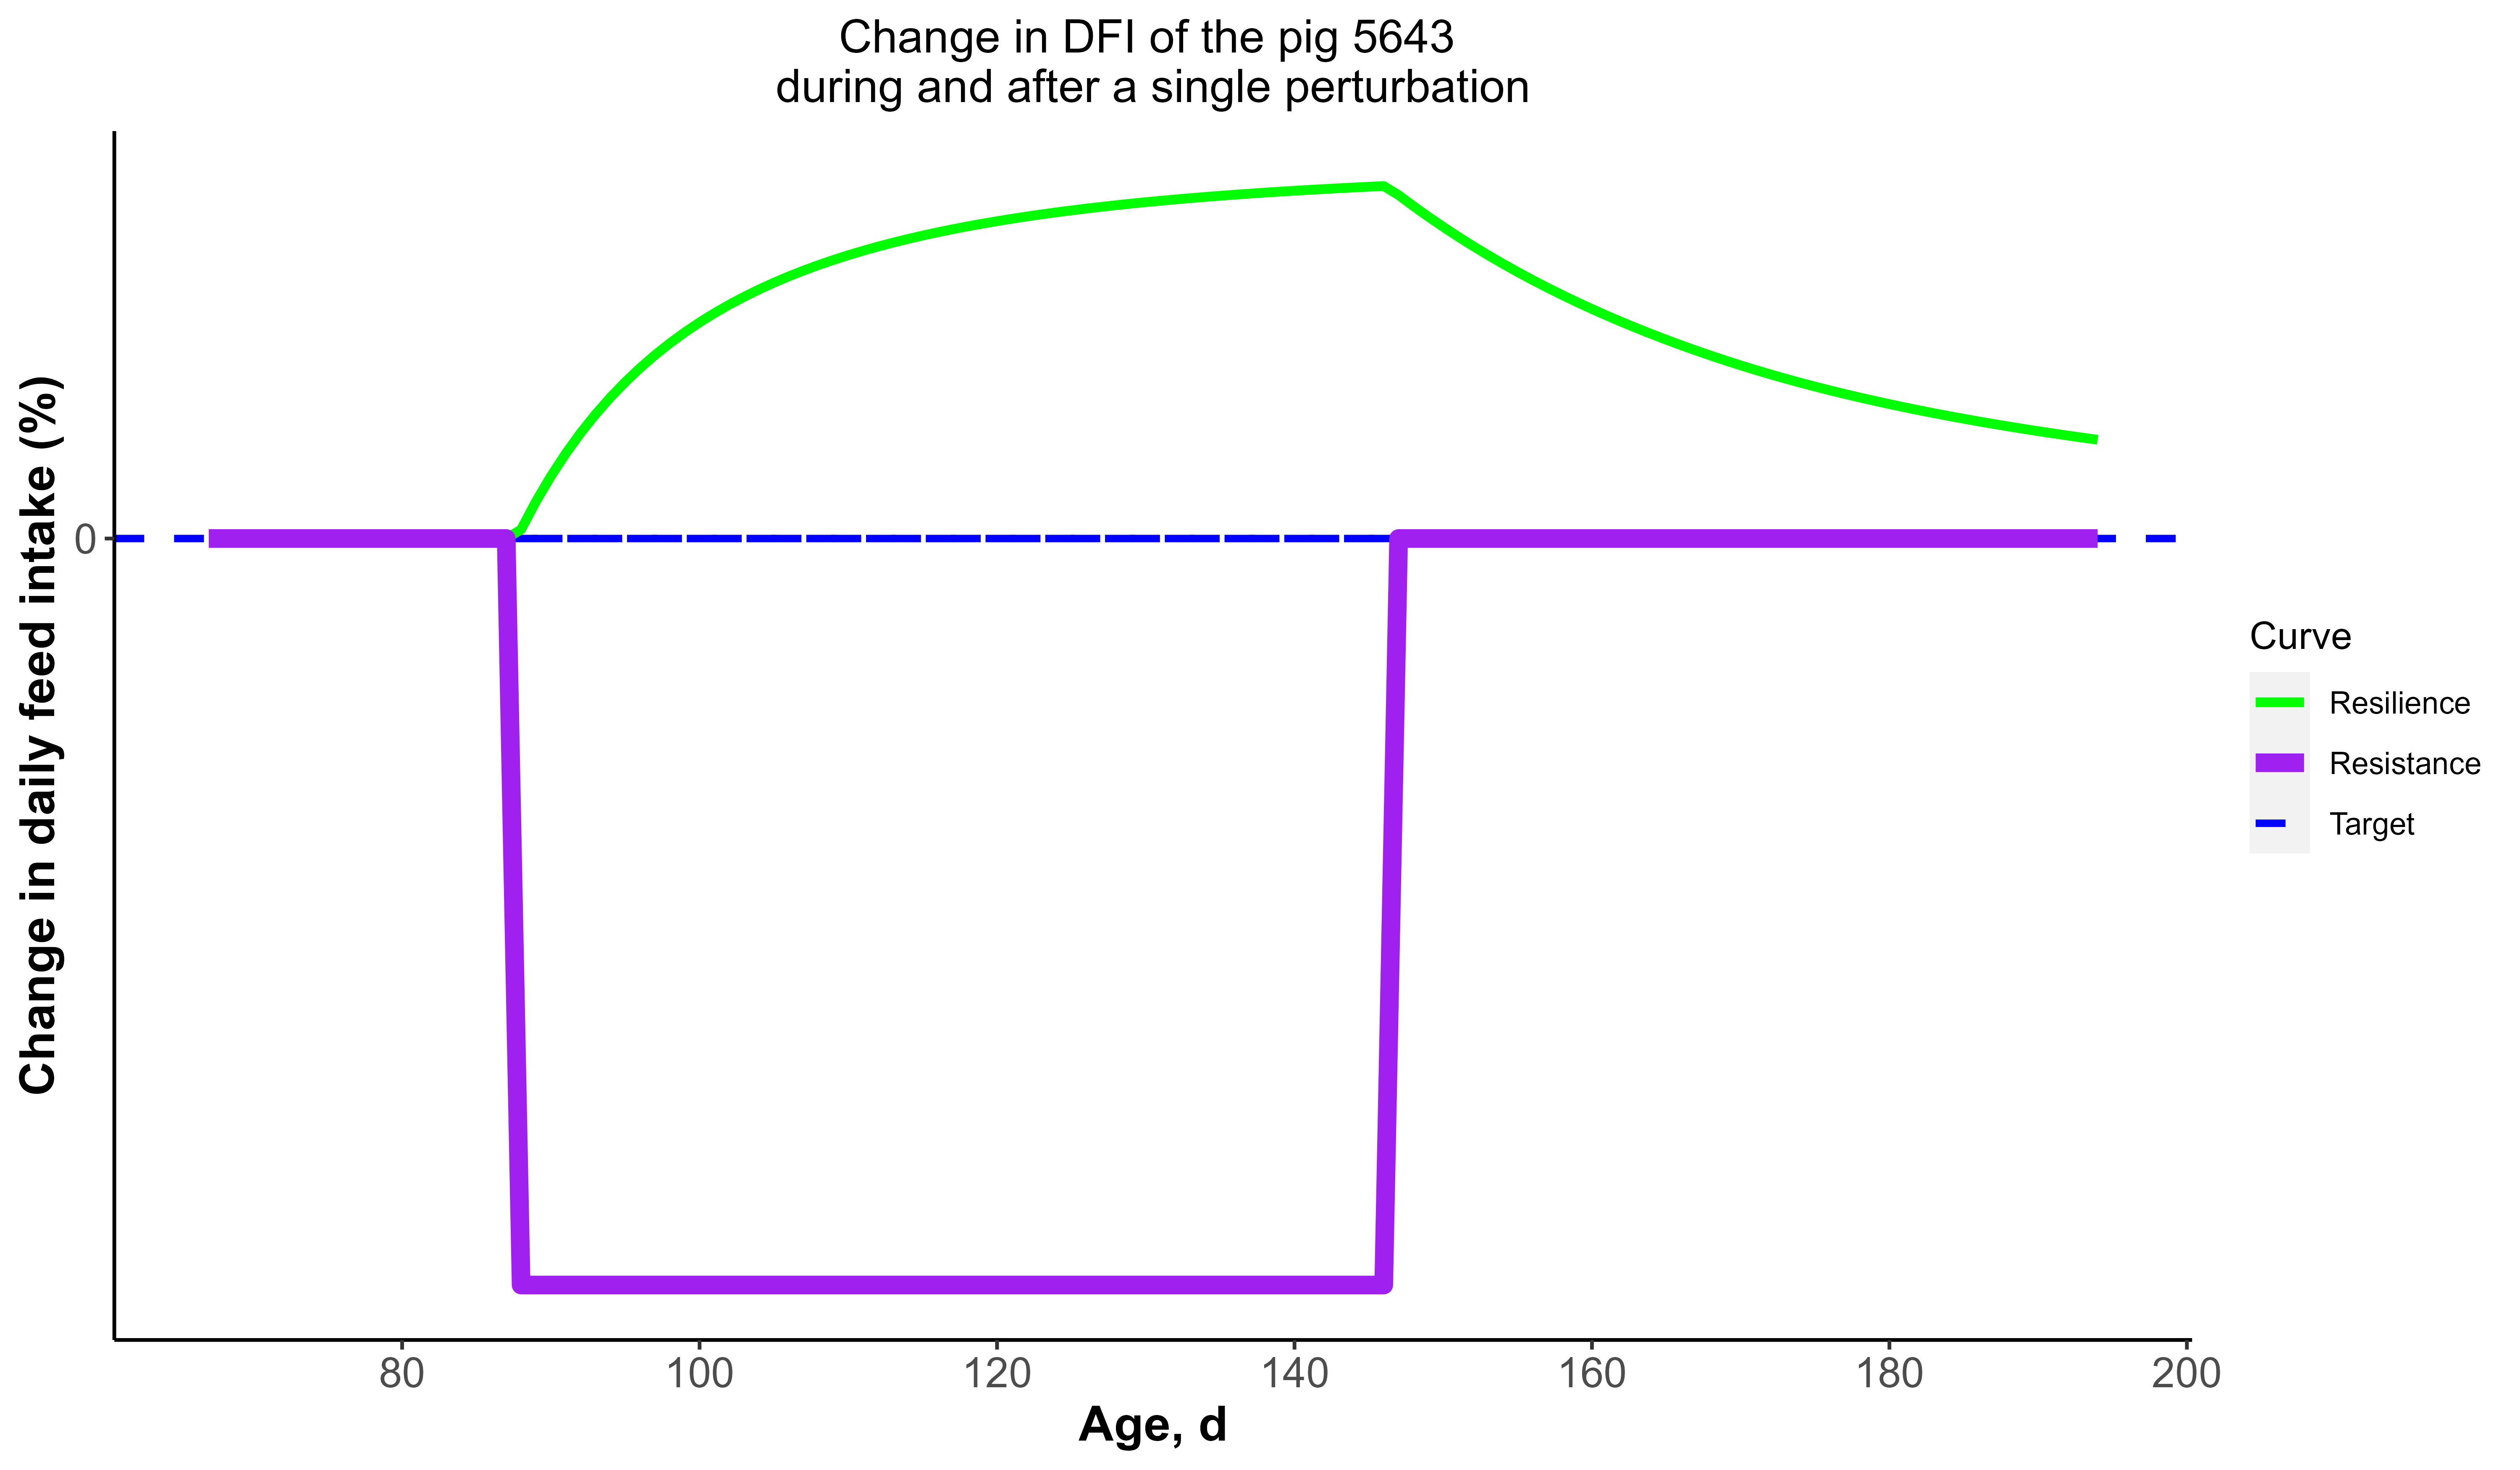 Change in DFI of the pig 5643
during and after a single perturbation
Change in daily feed intake (%)
0
80 100 120 140 160 180 200
Age, d
Curve
Resilience
Resistance
Target